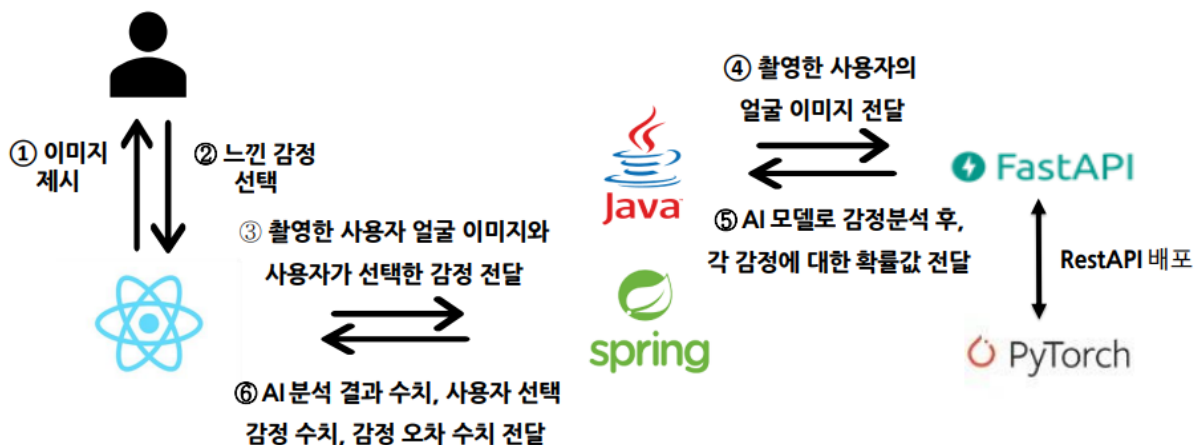 ① 이미지
제시
② 느낀 감정
선택
③ 촬영한 사용자 얼굴 이미지와
사용자가 선택한 감정 전달
④ 촬영한 사용자의
얼굴 이미지 전달
Java
FastAPI
⑤ AI 모델로 감정분석 후,
각 감정에 대한 확률값 전달
RestAPI 배포
spring
PyTorch
⑥ AI 분석 결과 수치, 사용자 선택
감정 수치, 감정 오차 수치 전달